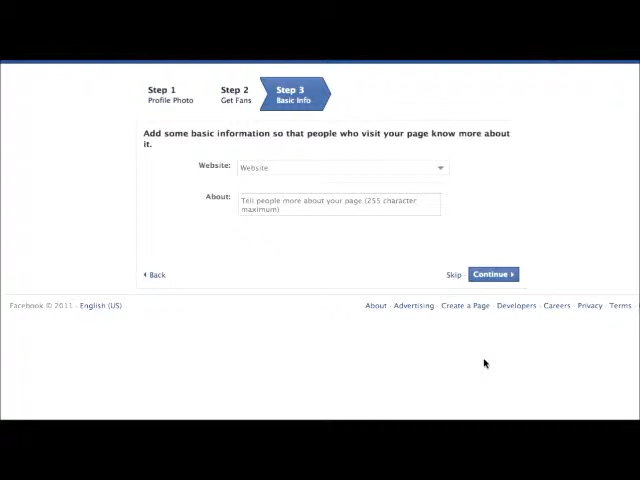 Step 1
Profile Photo
Step 2
Get Fans
Step 3
Basic Info
Add some basic information so that people who visit your page know more about
it.
Website:
Website
About:
Tell people more about your page (255 character
maximum)
Back
Skip · Continue
Facebook © 2011 · English (US)
About · Advertising · Create a Page · Developers · Careers · Privacy · Terms ·